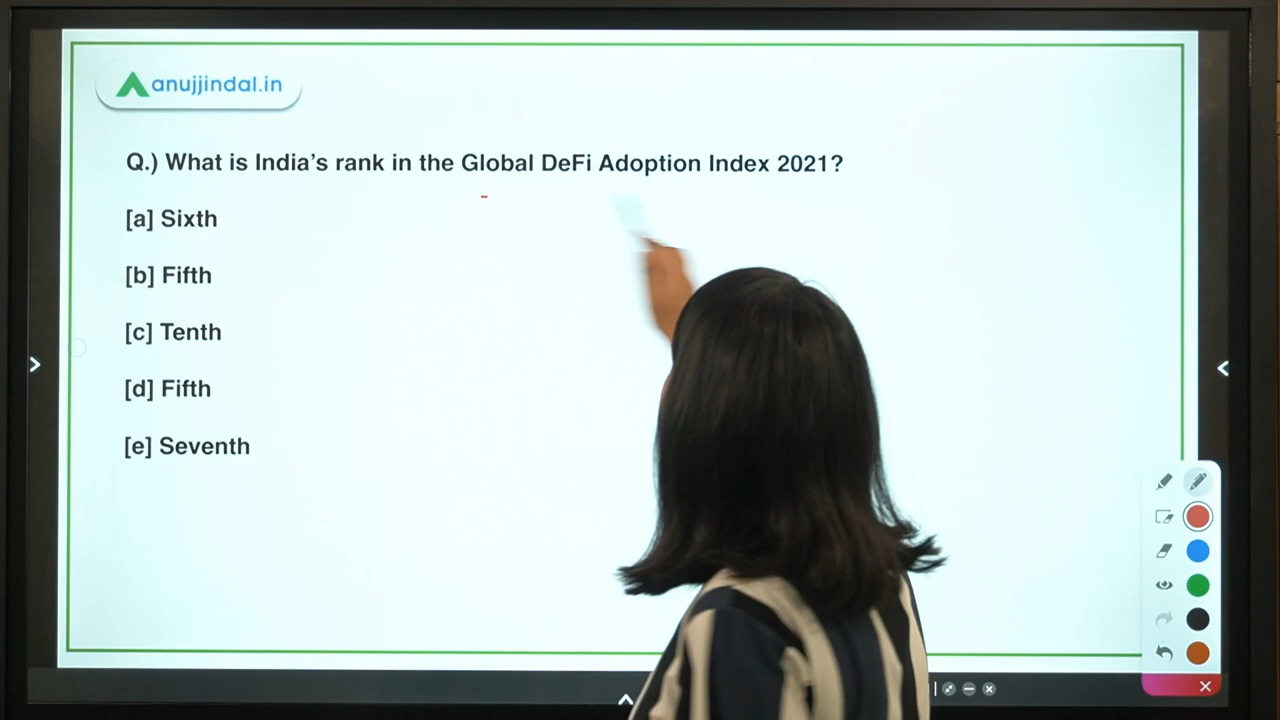 anujjindal.in
Q.) What is India's rank in the Global DeFi Adoption Index 2021?
[a] Sixth
[b] Fifth
[c] Tenth
[d] Fifth
[e] Seventh